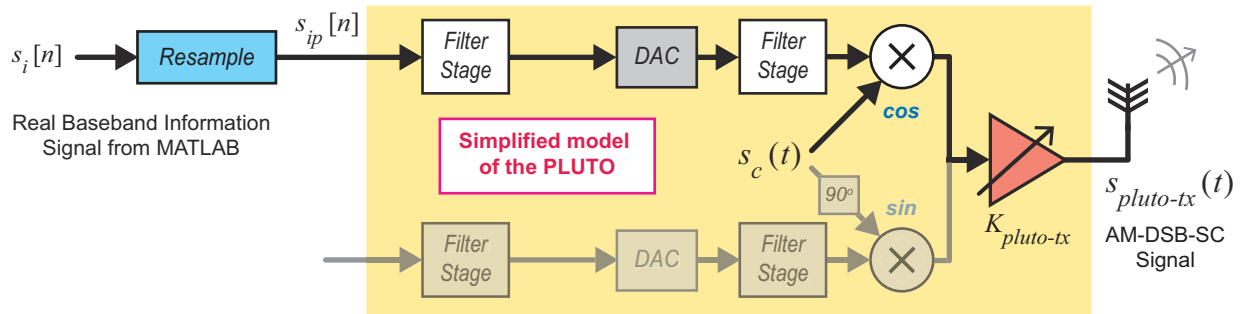 s_i[n]
Resample
s_ip[n]
Filter
Stage
DAC
Filter
Stage
×
cos
Real Baseband Information
Signal from MATLAB
Simplified model
of the PLUTO
s_c(t)
90º
sin
K_pluto-tx
s_pluto-tx(t)
AM-DSB-SC
Signal
Filter
Stage
DAC
Filter
Stage
×